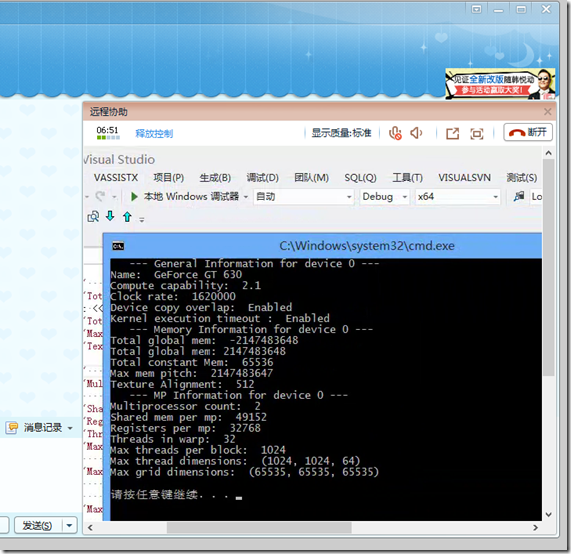 见证全新改版随韩悦动
参与活动赢取大奖!
远程协助
06:51 释放控制 显示质量:标准 断开
Visual Studio
VASSISTX 项目(P) 生成(B) 调试(D) 团队(M) SQL(Q) 工具(T) VISUALSVN 测试(S)
本地 Windows 调试器 自动 Debug x64 Lo
C:\Windows\system32\cmd.exe
--- General Information for device 0 ---
Name:  GeForce GT 630
Compute capability:  2.1
Clock rate:  1620000
Device copy overlap:  Enabled
Kernel execution timeout :  Enabled
--- Memory Information for device 0 ---
Total global mem:  -2147483648
Total global mem: 2147483648
Total constant Mem:  65536
Max mem pitch:  2147483647
Texture Alignment:  512
--- MP Information for device 0 ---
Multiprocessor count:  2
Shared mem per mp:  49152
Registers per mp:  32768
Threads in warp:  32
Max threads per block:  1024
Max thread dimensions:  (1024, 1024, 64)
Max grid dimensions:  (65535, 65535, 65535)
请按任意键继续. . .
"Tot
: <<
"Tot
"Max
"Tex
"Mul
"Sha
"Reg
"Thr
"Max
"Max
"Max
消息记录
发送(S)